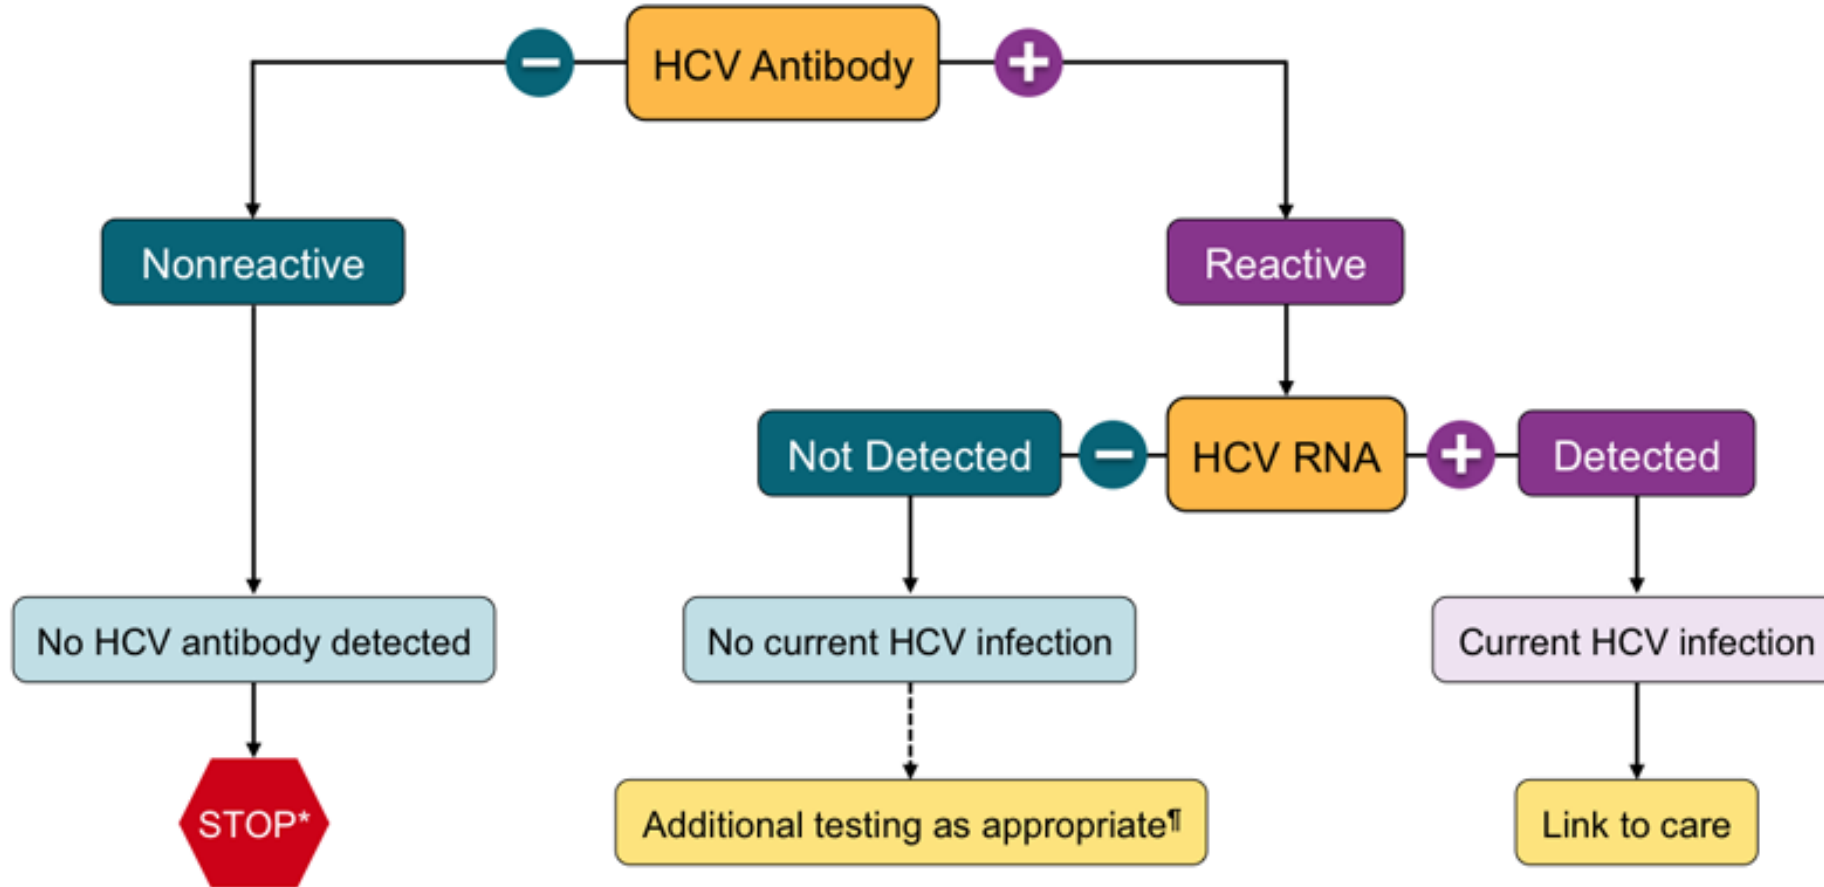 HCV Antibody
Nonreactive
Reactive
Not Detected
HCV RNA
Detected
No HCV antibody detected
No current HCV infection
Current HCV infection
STOP*
Additional testing as appropriate¶
Link to care